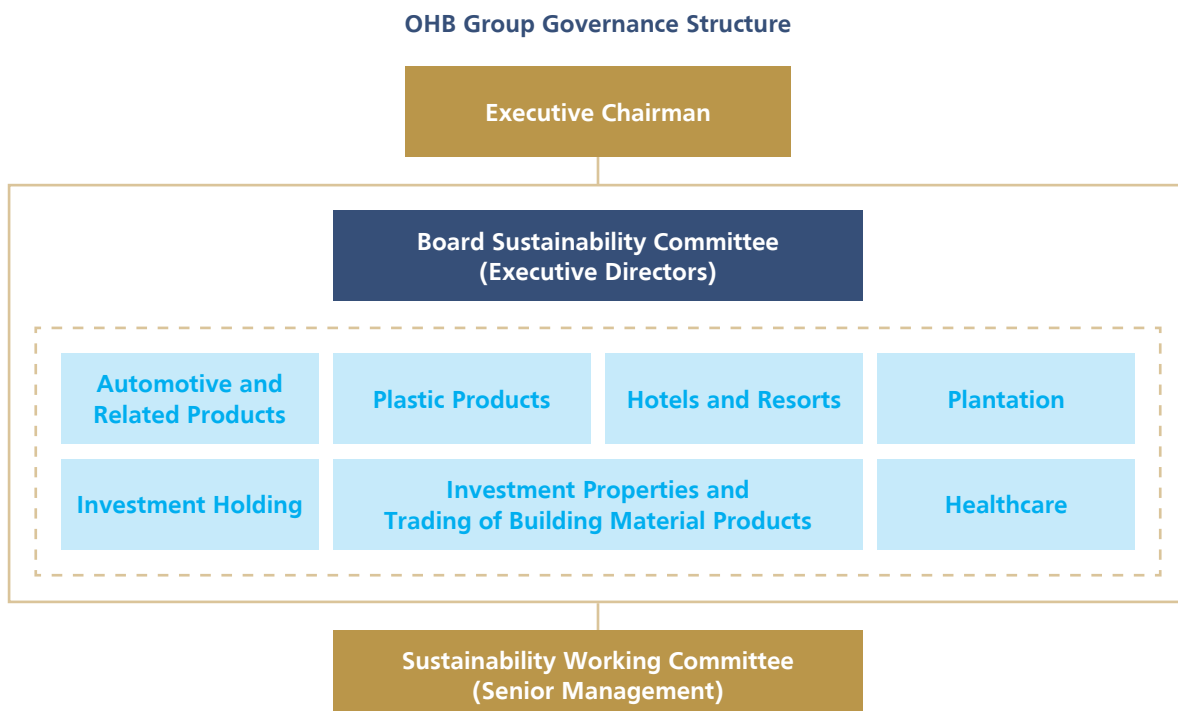 OHB Group Governance Structure
Executive Chairman
Board Sustainability Committee
(Executive Directors)
Automotive and
Related Products
Plastic Products
Hotels and Resorts
Plantation
Investment Holding
Investment Properties and
Trading of Building Material Products
Healthcare
Sustainability Working Committee
(Senior Management)